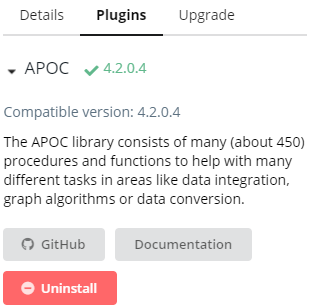 Details Plugins Upgrade
APOC 4.2.0.4
Compatible version: 4.2.0.4
The APOC library consists of many (about 450)
procedures and functions to help with many
different tasks in areas like data integration,
graph algorithms or data conversion.
GitHub Documentation
Uninstall